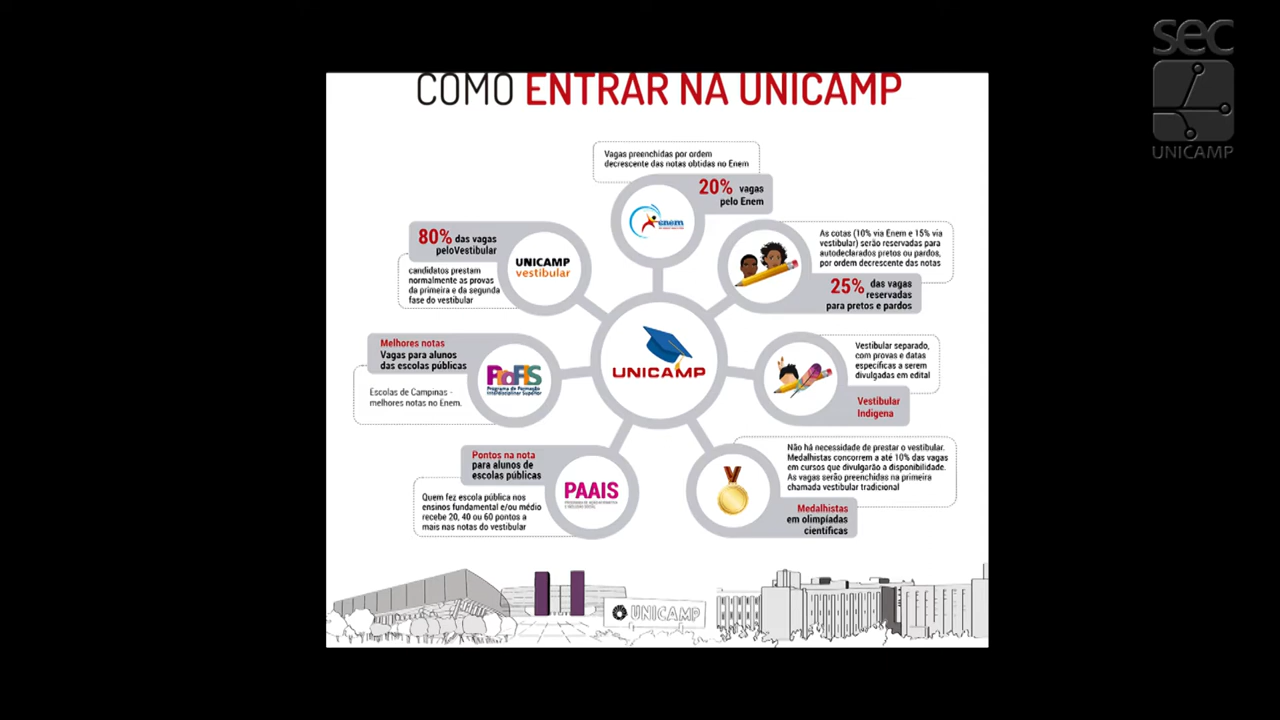 sec
UNICAMP
COMO ENTRAR NA UNICAMP
Vagas preenchidas por ordem
decrescente das notas obtidas no Enem
20% vagas
pelo Enem
enem
80% das vagas
peloVestibular
candidatos prestam
normalmente as provas
da primeira e da segunda
fase do vestibular
UNICAMP
vestibular
As cotas (10% via Enem e 15% via
vestibular) serão reservadas para
autodeclarados pretos ou pardos,
por ordem decrescente das notas
25% das vagas
reservadas
para pretos e pardos
Melhores notas
Vagas para alunos
das escolas públicas
Escolas de Campinas -
melhores notas no Enem.
ProFIS
Programa de Formação
Interdisciplinar Superior
UNICAMP
Vestibular separado,
com provas e datas
específicas a serem
divulgadas em edital
Vestibular
Indígena
Pontos na nota
para alunos de
escolas públicas
Quem fez escola pública nos
ensinos fundamental e/ou médio
recebe 20, 40 ou 60 pontos a
mais nas notas do vestibular
PAAIS
Não há necessidade de prestar o vestibular.
Medalhistas concorrem a até 10% das vagas
em cursos que divulgarão a disponibilidade.
As vagas serão preenchidas na primeira
chamada vestibular tradicional
Medalhistas
em olimpíadas
científicas
UNICAMP